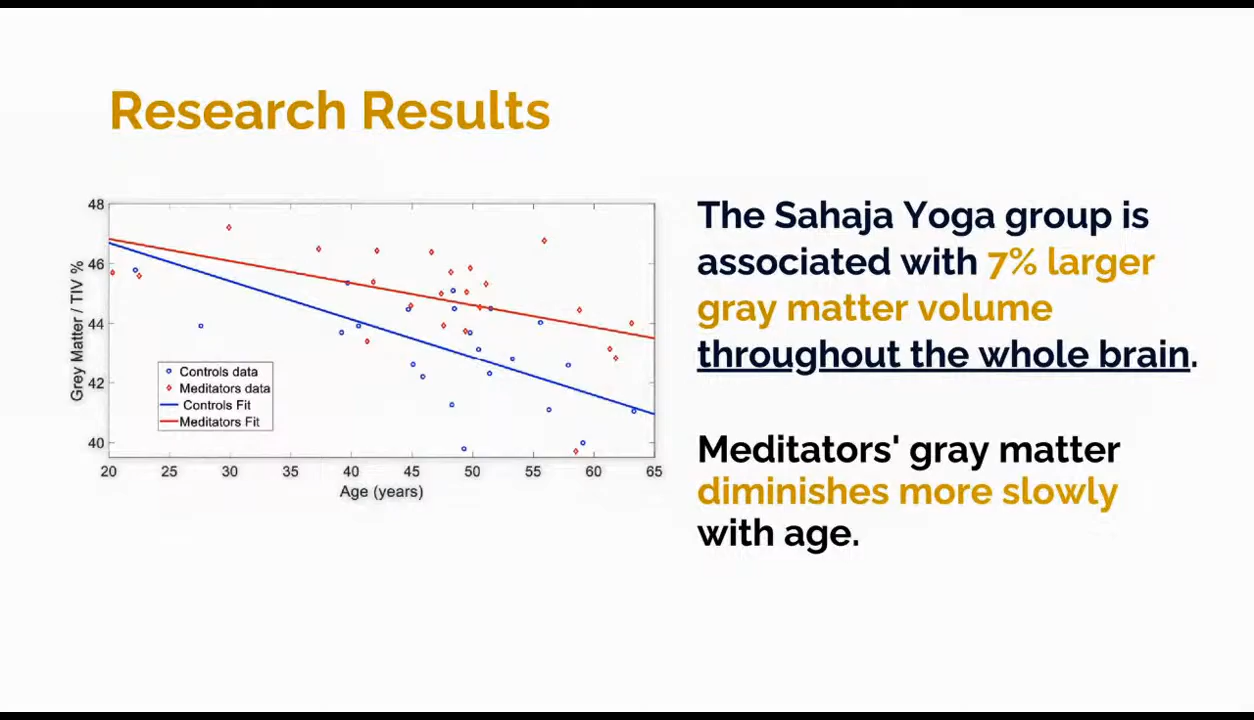 Research Results
48
46
44
42
40
Grey Matter / TIV %
Controls data
Meditators data
Controls Fit
Meditators Fit
20 25 30 35 40 45 50 55 60 65
Age (years)
The Sahaja Yoga group is
associated with 7% larger
gray matter volume
throughout the whole brain.
Meditators' gray matter
diminishes more slowly
with age.